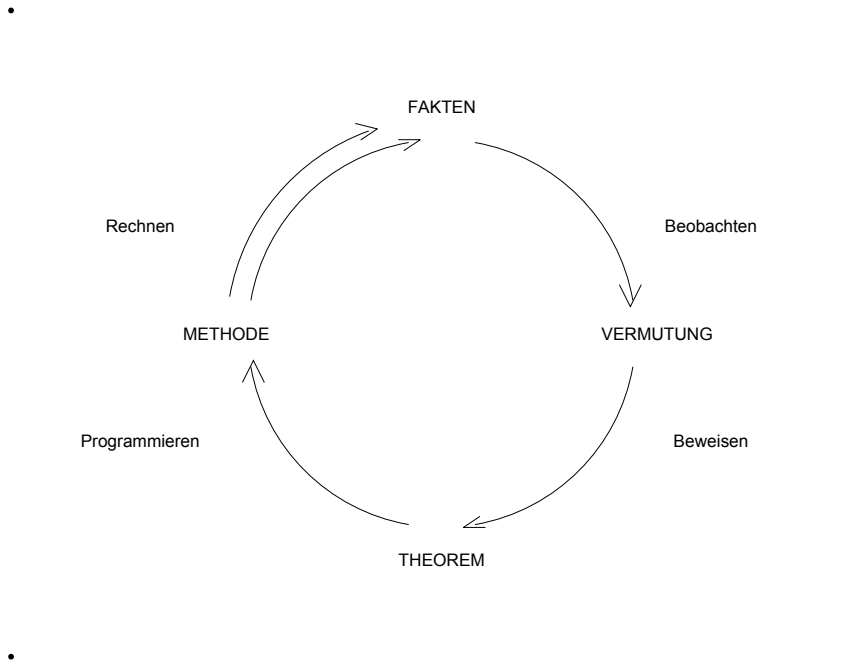 FAKTEN
Rechnen
Beobachten
METHODE
VERMUTUNG
Programmieren
Beweisen
THEOREM